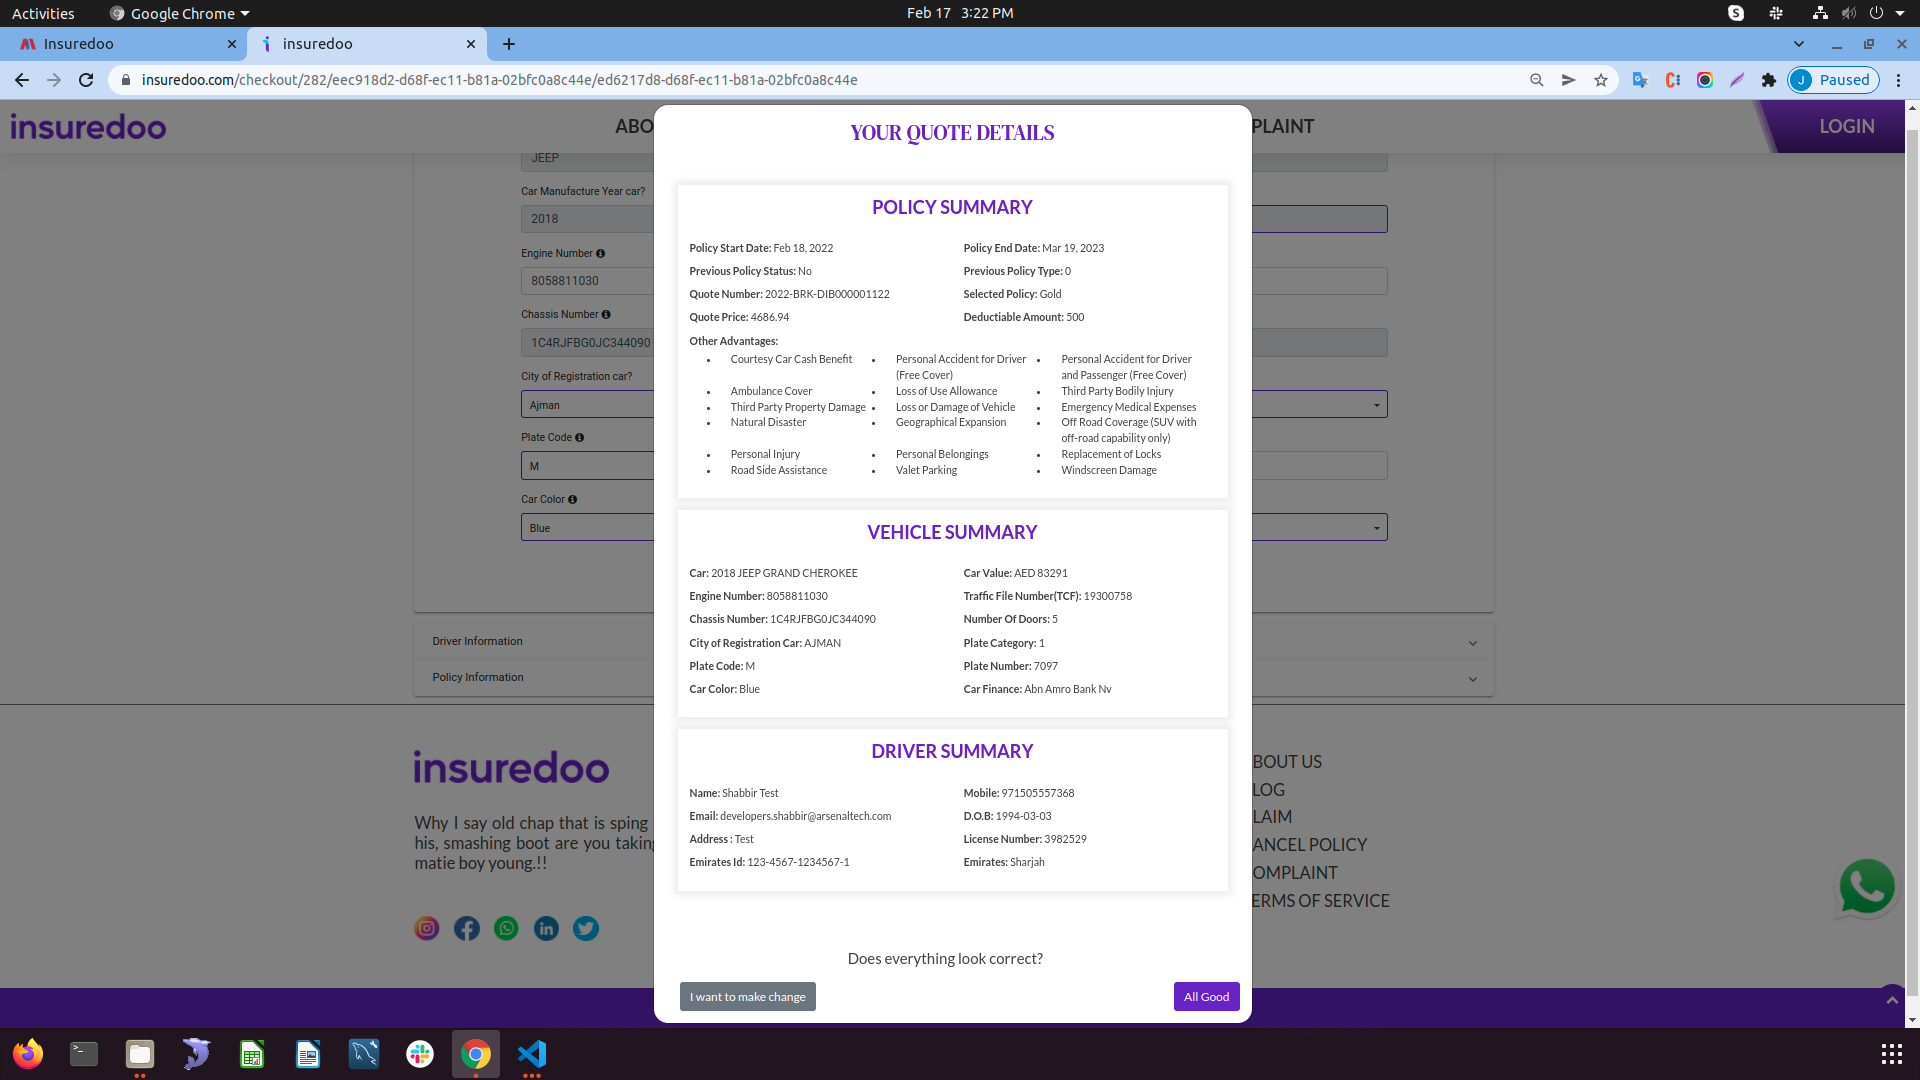 Activities
Google Chrome
Feb 17 3:22 PM
Insuredoo
insuredoo
insuredoo.com/checkout/282/eec918d2-d68f-ec11-b81a-02bfc0a8c44e/ed6217d8-d68f-ec11-b81a-02bfc0a8c44e
J Paused
insuredoo
ABO
PLAINT
LOGIN
JEEP
Car Manufacture Year car?
2018
Engine Number
8058811030
Chassis Number
1C4RJFBG0JC344090
City of Registration car?
Ajman
Plate Code
M
Car Color
Blue
Driver Information
Policy Information
YOUR QUOTE DETAILS
POLICY SUMMARY
Policy Start Date: Feb 18, 2022
Policy End Date: Mar 19, 2023
Previous Policy Status: No
Previous Policy Type: 0
Quote Number: 2022-BRK-DIB000001122
Selected Policy: Gold
Quote Price: 4686.94
Deductiable Amount: 500
Other Advantages:
• Courtesy Car Cash Benefit
• Personal Accident for Driver
(Free Cover)
• Personal Accident for Driver
and Passenger (Free Cover)
• Ambulance Cover
• Loss of Use Allowance
• Third Party Bodily Injury
• Third Party Property Damage
• Loss or Damage of Vehicle
• Emergency Medical Expenses
• Natural Disaster
• Geographical Expansion
• Off Road Coverage (SUV with
off-road capability only)
• Personal Injury
• Personal Belongings
• Replacement of Locks
• Road Side Assistance
• Valet Parking
• Windscreen Damage
VEHICLE SUMMARY
Car: 2018 JEEP GRAND CHEROKEE
Car Value: AED 83291
Engine Number: 8058811030
Traffic File Number(TCF): 19300758
Chassis Number: 1C4RJFBG0JC344090
Number Of Doors: 5
City of Registration Car: AJMAN
Plate Category: 1
Plate Code: M
Plate Number: 7097
Car Color: Blue
Car Finance: Abn Amro Bank Nv
DRIVER SUMMARY
Name: Shabbir Test
Mobile: 971505557368
Email: developers.shabbir@arsenaltech.com
D.O.B: 1994-03-03
Address : Test
License Number: 3982529
Emirates Id: 123-4567-1234567-1
Emirates: Sharjah
Does everything look correct?
I want to make change
All Good
insuredoo
Why I say old chap that is sping
his, smashing boot are you taking
matie boy young.!!
BOUT US
LOG
LAIM
ANCEL POLICY
OMPLAINT
ERMS OF SERVICE